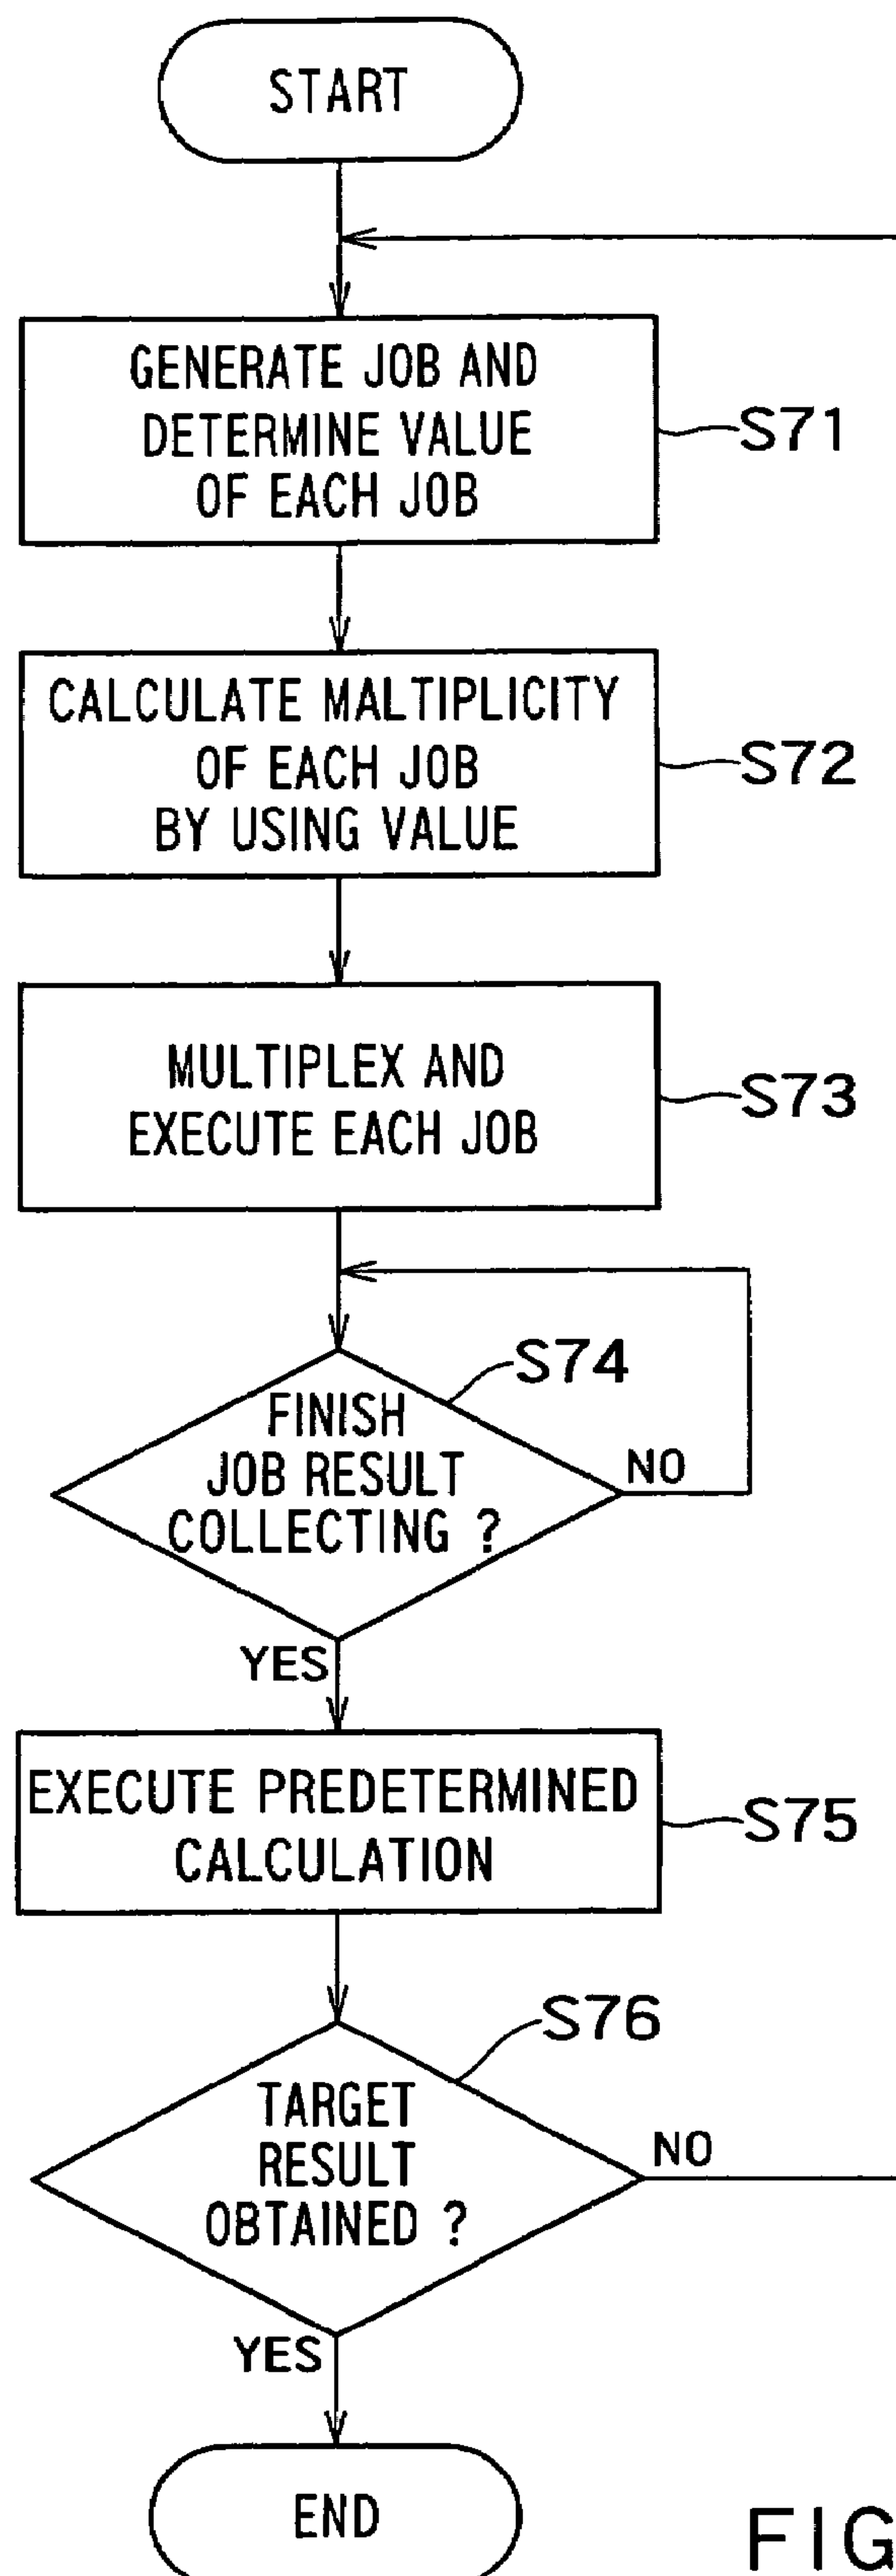 START
GENERATE JOB AND
DETERMINE VALUE
OF EACH JOB
S71
CALCULATE MALTIPLICITY
OF EACH JOB
BY USING VALUE
S72
MULTIPLEX AND
EXECUTE EACH JOB
S73
S74
FINISH
JOB RESULT
COLLECTING ?
NO
YES
EXECUTE PREDETERMINED
CALCULATION
S75
S76
TARGET
RESULT
OBTAINED ?
NO
YES
END
FIG